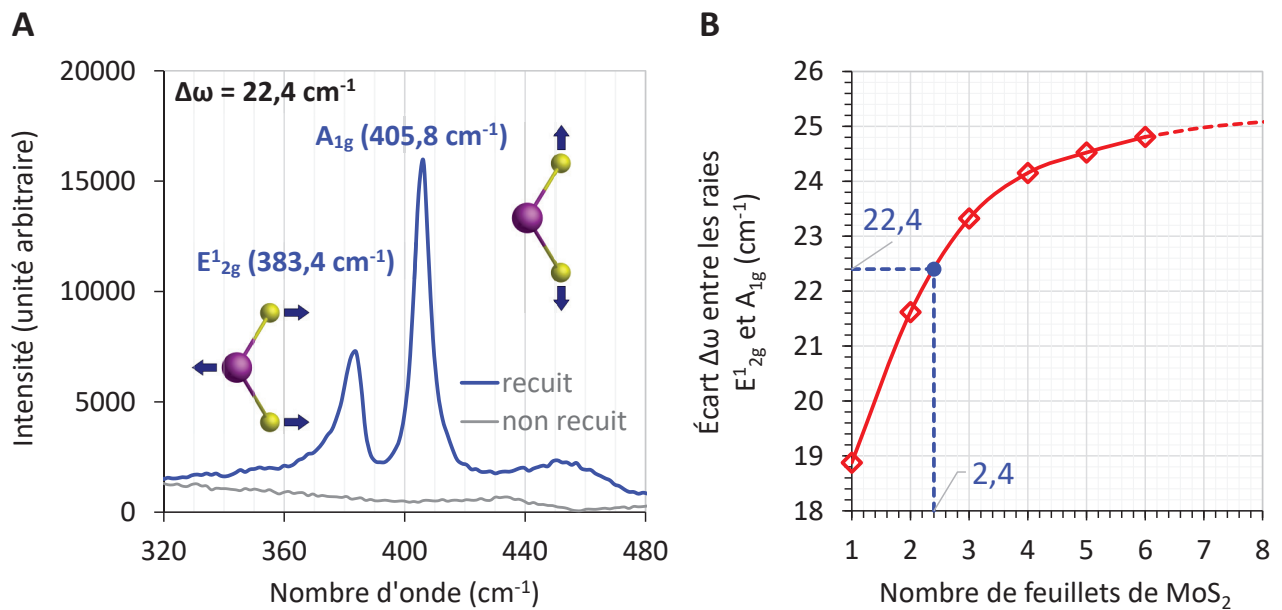 A
B
Δω = 22,4 cm-1
A1g (405,8 cm-1)
E12g (383,4 cm-1)
recuit
non recuit
Intensité (unité arbitraire)
20000
15000
10000
5000
0
320 360 400 440 480
Nombre d'onde (cm-1)
Écart Δω entre les raies
E12g et A1g (cm-1)
26
25
24
23
22
21
20
19
18
22,4
2,4
1 2 3 4 5 6 7 8
Nombre de feuillets de MoS2